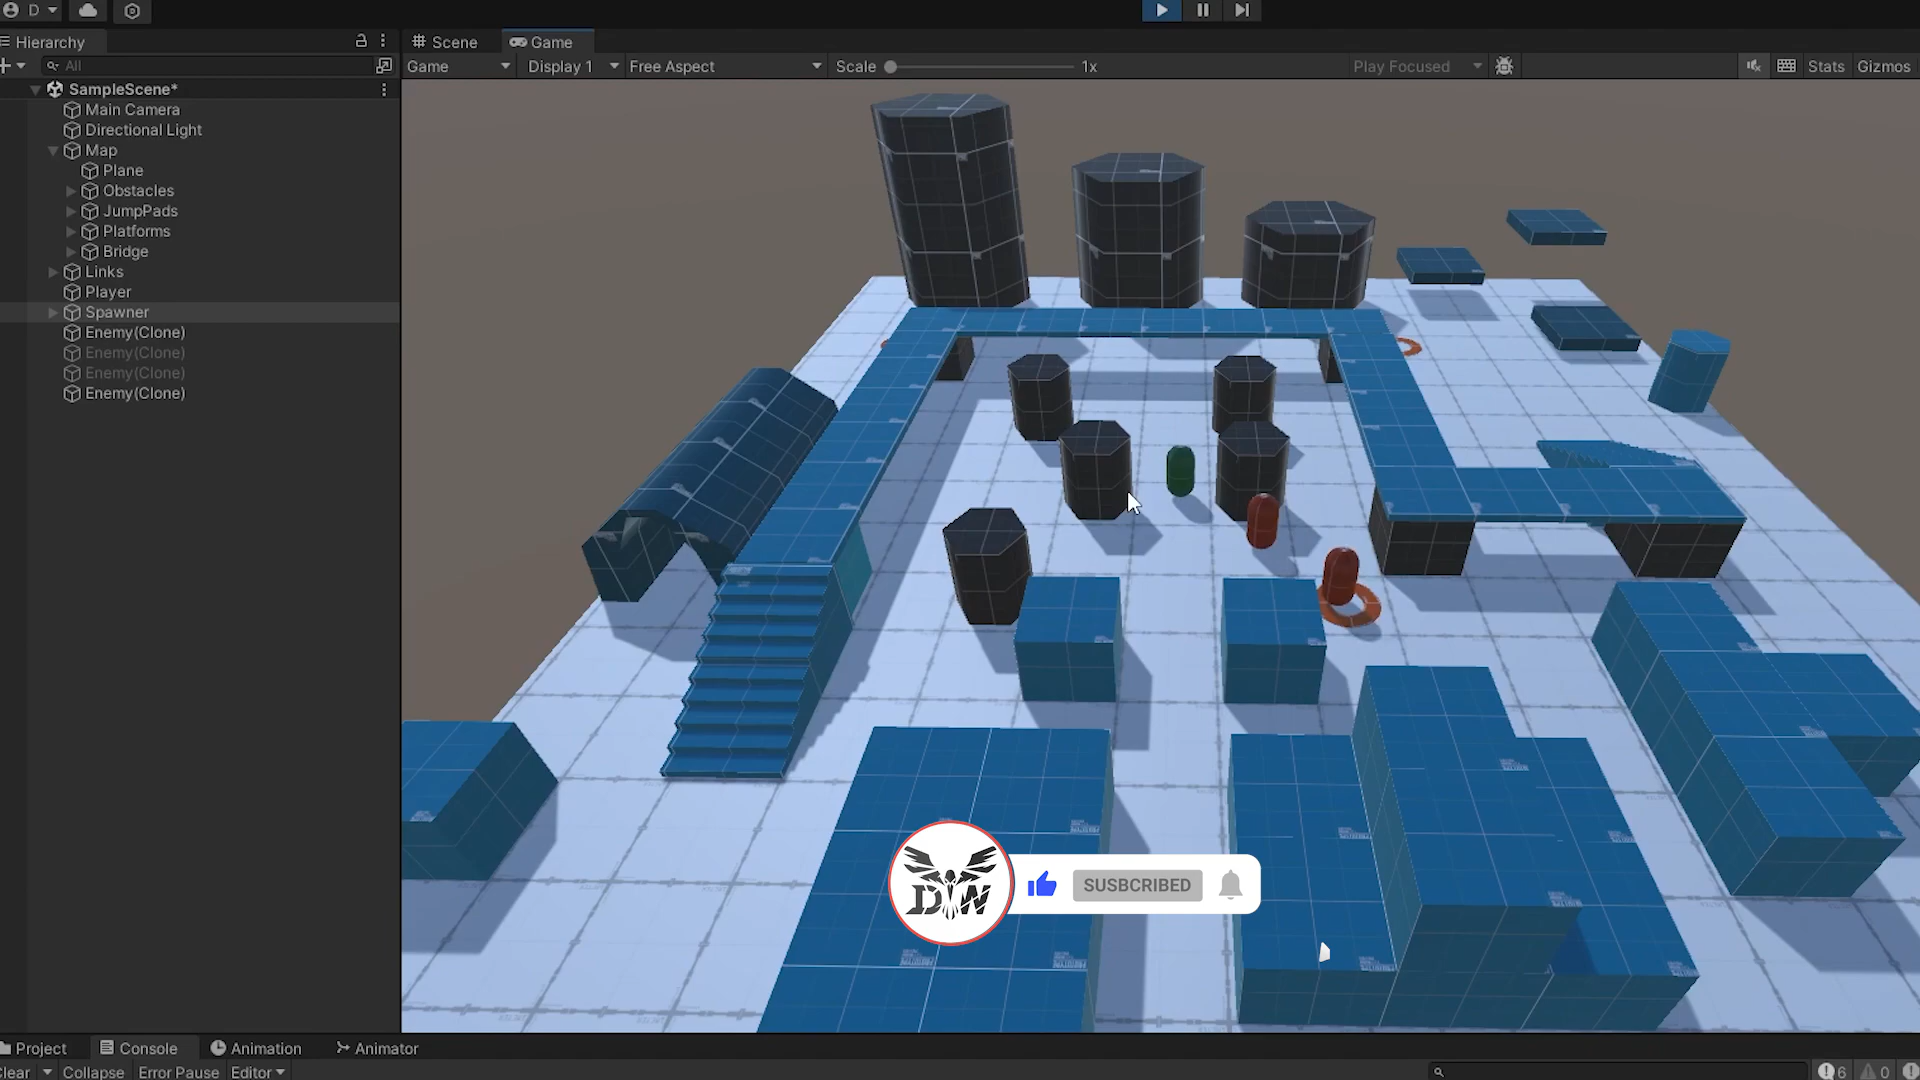 D
Hierarchy
Scene
Game
All
Game
Display 1
Free Aspect
Scale
1x
Play Focused
Stats
Gizmos
SampleScene*
Main Camera
Directional Light
Map
Plane
Obstacles
JumpPads
Platforms
Bridge
Links
Player
Spawner
Enemy(Clone)
Enemy(Clone)
Enemy(Clone)
Enemy(Clone)
DW
SUSBCRIBED
Project
Console
Animation
Animator
Clear
Collapse
Error Pause
Editor
6
0